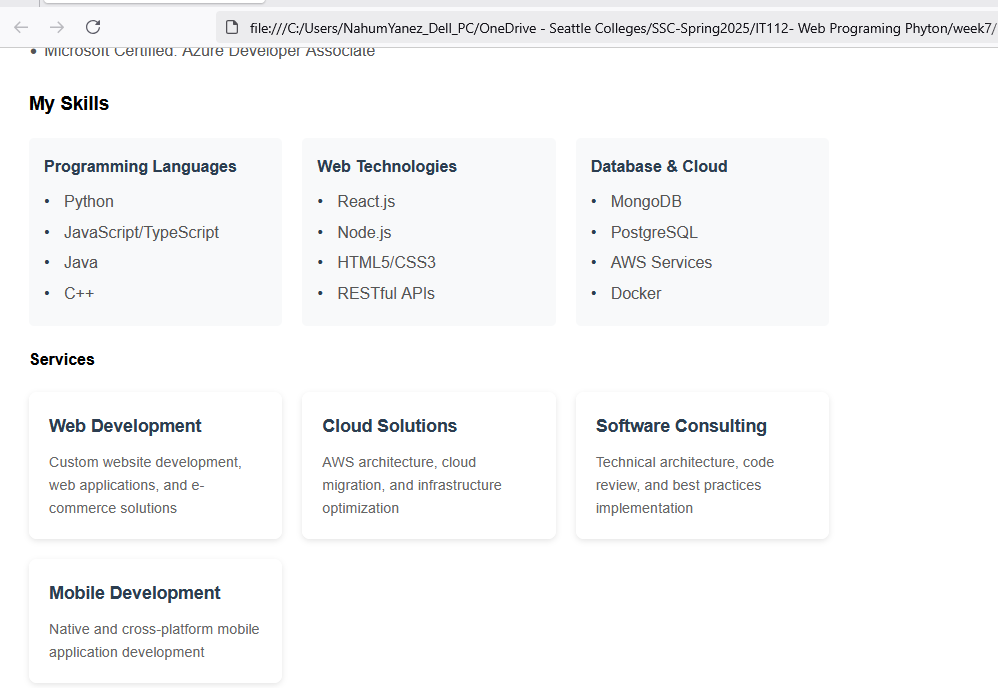 file:///C:/Users/NahumYanez_Dell_PC/OneDrive - Seattle Colleges/SSC-Spring2025/IT112- Web Programing Phyton/week7/
• Microsoft Certified: Azure Developer Associate
My Skills
Programming Languages
• Python
• JavaScript/TypeScript
• Java
• C++
Web Technologies
• React.js
• Node.js
• HTML5/CSS3
• RESTful APIs
Database & Cloud
• MongoDB
• PostgreSQL
• AWS Services
• Docker
Services
Web Development
Custom website development,
web applications, and e-
commerce solutions
Cloud Solutions
AWS architecture, cloud
migration, and infrastructure
optimization
Software Consulting
Technical architecture, code
review, and best practices
implementation
Mobile Development
Native and cross-platform mobile
application development